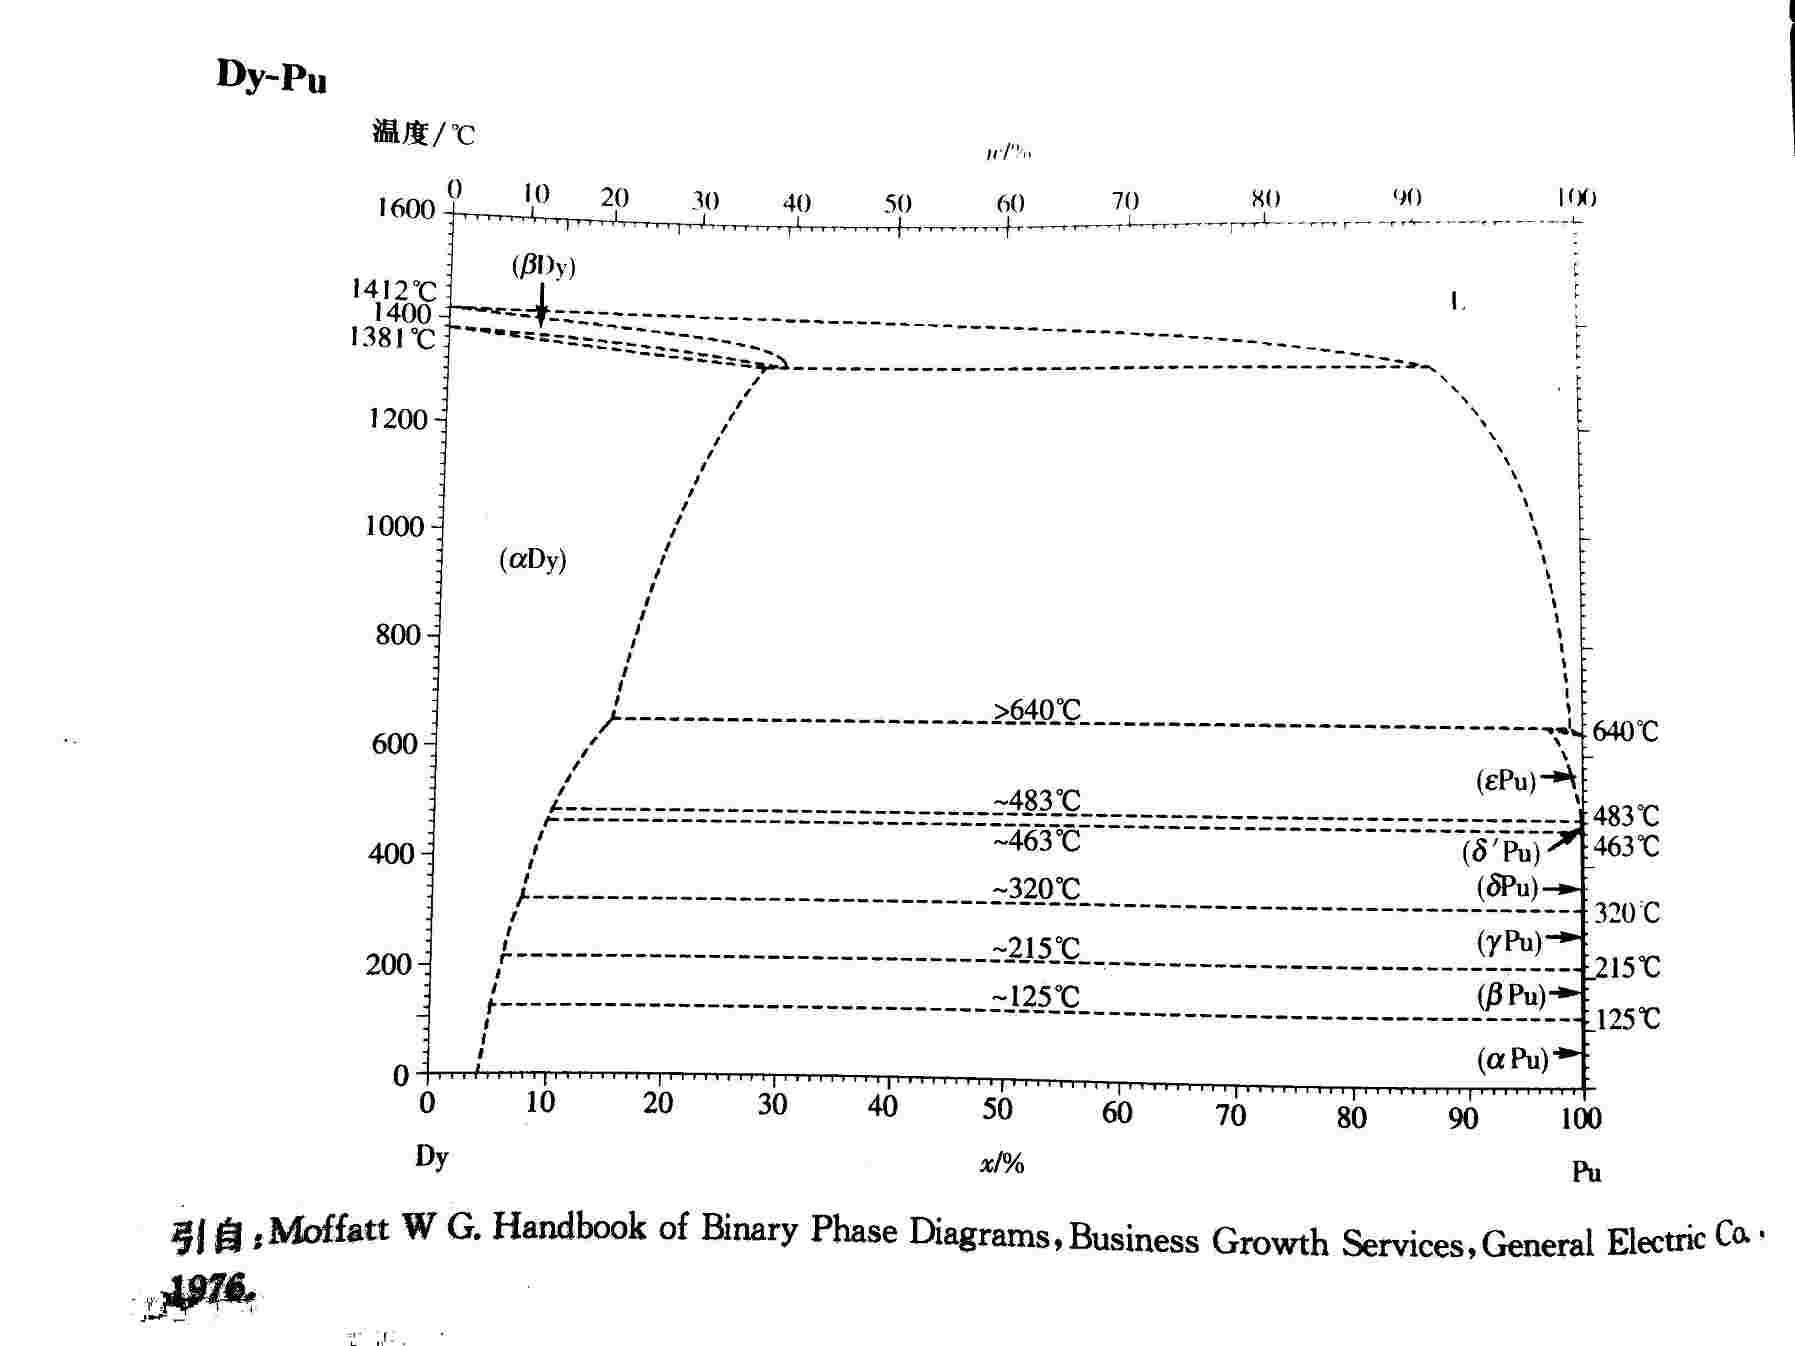 Dy-Pu
温度/℃
w/%
0 10 20 30 40 50 60 70 80 90 100
1600
(βDy)
1412℃
L
1400
1381℃
1200
1000
(αDy)
800
>640℃
640℃
600
(εPu)
~483℃
483℃
~463℃
463℃
400
(δ′Pu)
~320℃
(δPu)
320℃
(γPu)
~215℃
215℃
200
~125℃
(βPu)
125℃
(αPu)
0
0 10 20 30 40 50 60 70 80 90 100
Dy
x/%
Pu
引自:Moffatt W G. Handbook of Binary Phase Diagrams, Business Growth Services, General Electric Co.
1976.